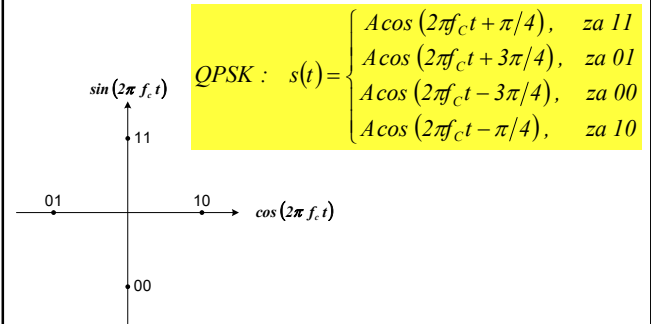 A cos (2πf_C t + π/4),   za 11
A cos (2πf_C t + 3π/4),   za 01
QPSK :   s(t) = {
A cos (2πf_C t − 3π/4),   za 00
A cos (2πf_C t − π/4),   za 10
sin (2π f_c t)
11
01
10
cos (2π f_c t)
00